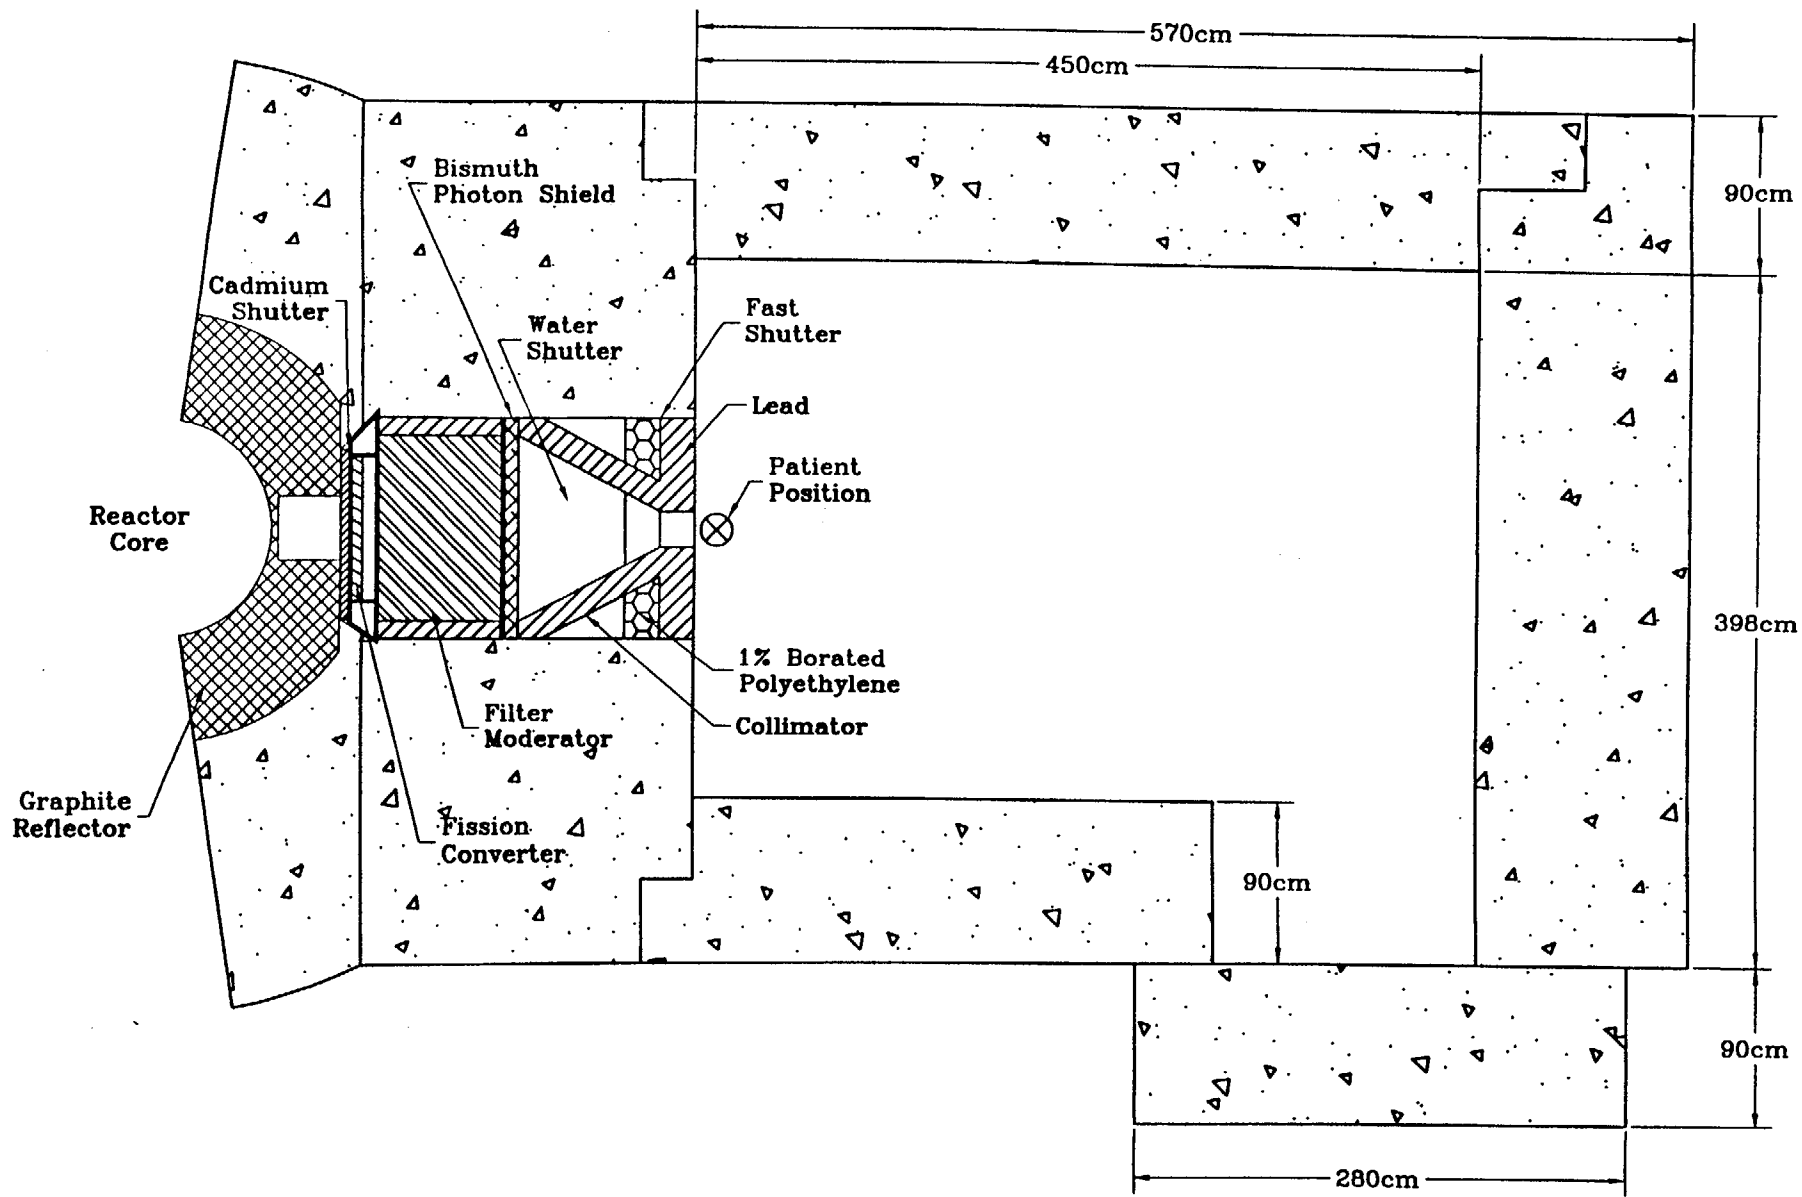 570cm
450cm
Bismuth
Photon Shield
90cm
Cadmium
Shutter
Water
Shutter
Fast
Shutter
Lead
Patient
Position
Reactor
Core
398cm
1% Borated
Polyethylene
Filter
Moderator
Collimator
Graphite
Reflector
Fission
Converter
90cm
90cm
280cm